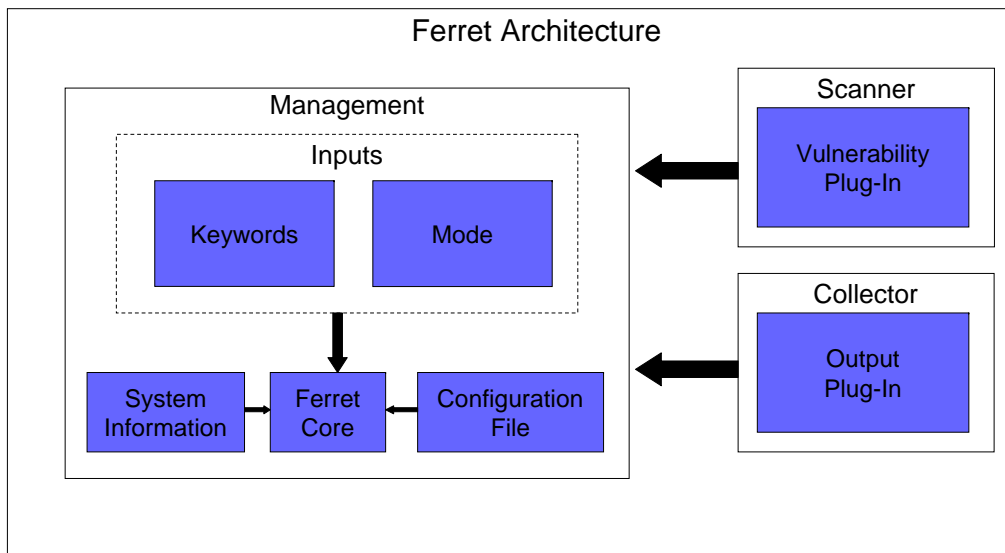 Ferret Architecture
Management
Inputs
Keywords
Mode
System
Information
Ferret
Core
Configuration
File
Scanner
Vulnerability
Plug-In
Collector
Output
Plug-In